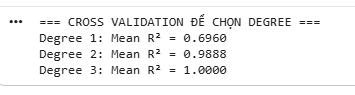 ••• === CROSS VALIDATION ĐỂ CHỌN DEGREE ===
Degree 1: Mean R² = 0.6960
Degree 2: Mean R² = 0.9888
Degree 3: Mean R² = 1.0000